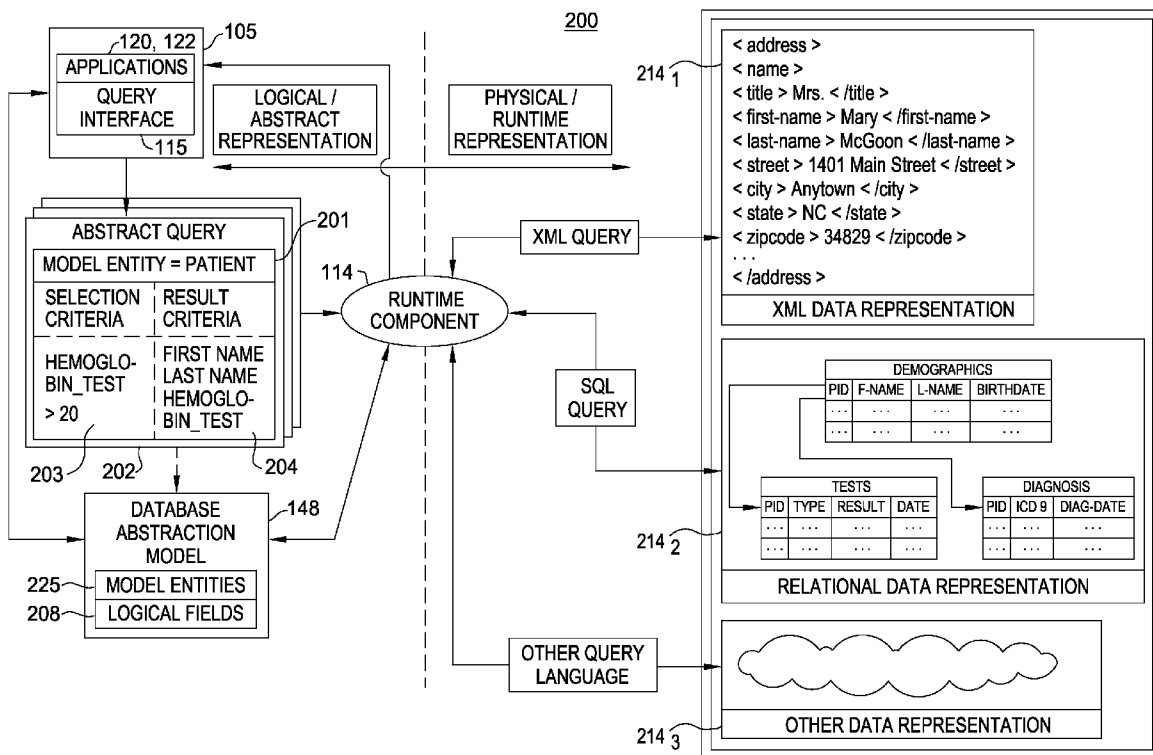 200
105
120, 122
APPLICATIONS
QUERY
INTERFACE
115
LOGICAL /
ABSTRACT
REPRESENTATION
PHYSICAL /
RUNTIME
REPRESENTATION
ABSTRACT QUERY
201
MODEL ENTITY = PATIENT
SELECTION
CRITERIA
RESULT
CRITERIA
HEMOGLO-
BIN_TEST
> 20
FIRST NAME
LAST NAME
HEMOGLO-
BIN_TEST
203
202
204
DATABASE
ABSTRACTION
MODEL
148
225
MODEL ENTITIES
208
LOGICAL FIELDS
114
RUNTIME
COMPONENT
XML QUERY
SQL
QUERY
OTHER QUERY
LANGUAGE
214 1
< address >
< name >
< title > Mrs. < /title >
< first-name > Mary < /first-name >
< last-name > McGoon < /last-name >
< street > 1401 Main Street < /street >
< city > Anytown < /city >
< state > NC < /state >
< zipcode > 34829 < /zipcode >
. . .
< /address >
XML DATA REPRESENTATION
DEMOGRAPHICS
PID F-NAME L-NAME BIRTHDATE
. . . . . . . . . . . .
. . . . . . . . . . . .
TESTS
PID TYPE RESULT DATE
. . . . . . . . . . . .
. . . . . . . . . . . .
DIAGNOSIS
PID ICD 9 DIAG-DATE
. . . . . . . . .
. . . . . . . . .
214 2
RELATIONAL DATA REPRESENTATION
214 3
OTHER DATA REPRESENTATION